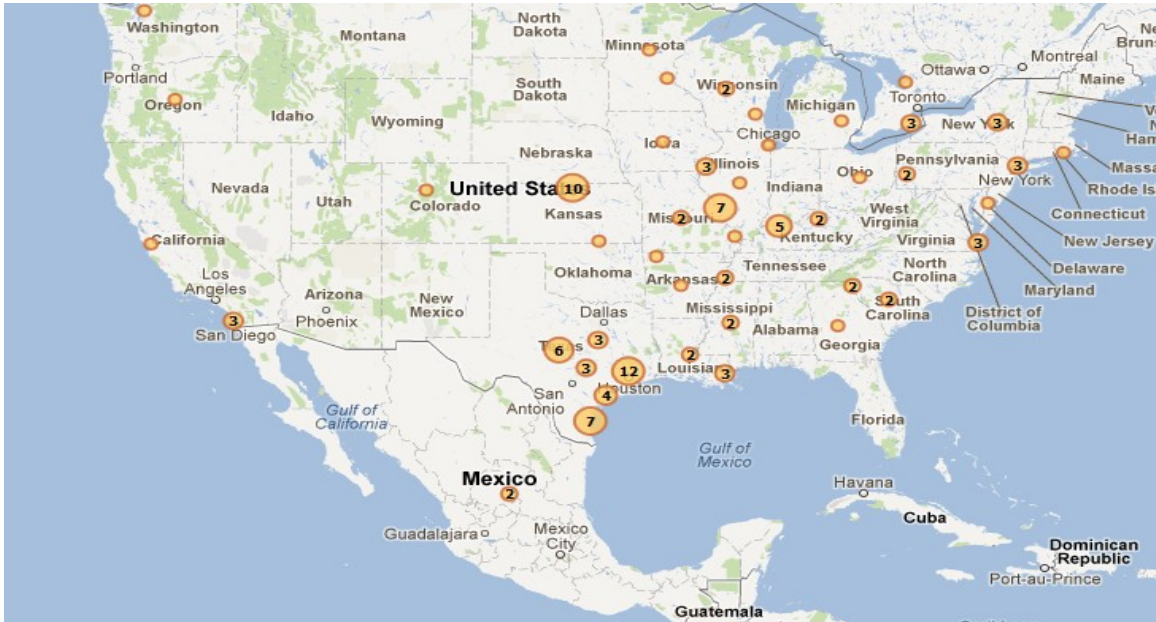 Washington
Montana
North
Dakota
Minnesota
Ottawa
Montreal
Maine
Portland
Oregon
Idaho
South
Dakota
Wisconsin
2
Michigan
Toronto
Wyoming
3
New York
3
Chicago
Iowa
Nebraska
Illinois
3
Ohio
Pennsylvania
2
New York
3
Massa
Rhode Is
Connecticut
Nevada
Utah
Colorado
United States
10
Kansas
Indiana
West
Virginia
Virginia
New Jersey
Delaware
Maryland
District of
Columbia
Missouri
2
7
5
Kentucky
2
3
California
Los
Angeles
Arizona
Phoenix
New
Mexico
Oklahoma
Arkansas
2
Tennessee
North
Carolina
2
South
Carolina
2
3
San Diego
Dallas
Mississippi
2
Alabama
Georgia
Texas
6
3
3
12
Houston
Louisiana
2
3
San
Antonio
4
7
Florida
Gulf of
California
Gulf of
Mexico
Mexico
2
Havana
Cuba
Guadalajara
Mexico
City
Dominican
Republic
Port-au-Prince
Guatemala